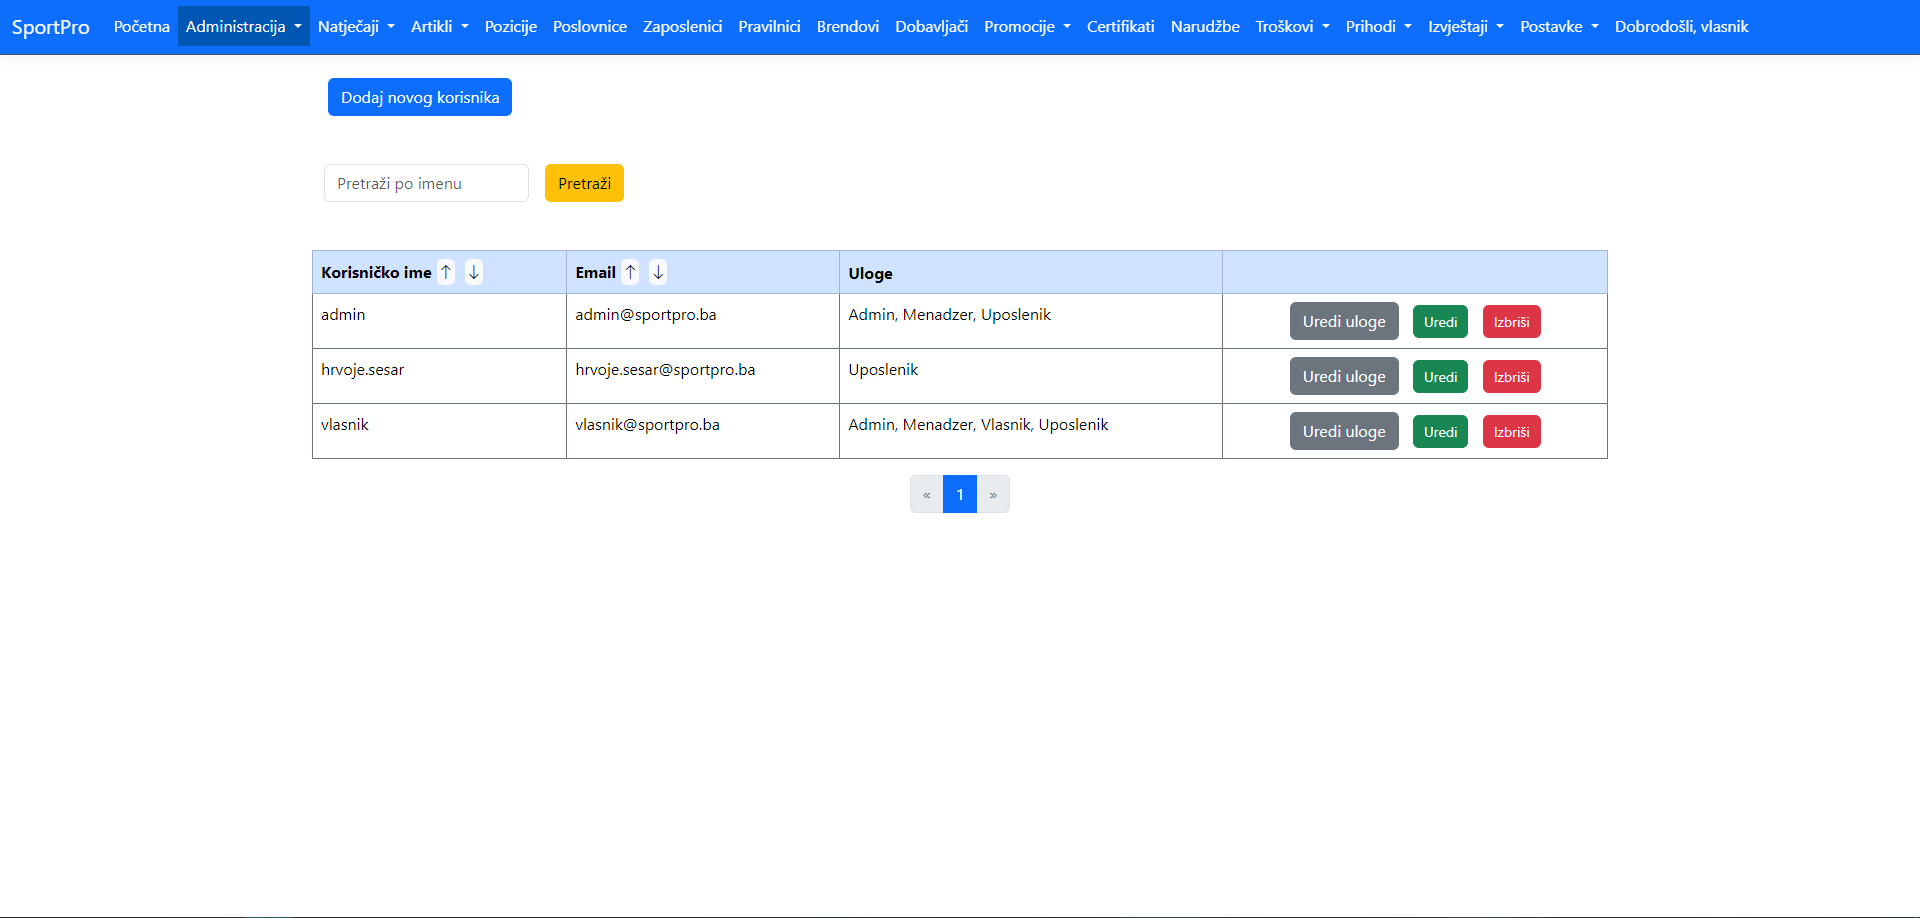 SportPro Početna Administracija Natječaji Artikli Pozicije Poslovnice Zaposlenici Pravilnici Brendovi Dobavljači Promocije Certifikati Narudžbe Troškovi Prihodi Izvještaji Postavke Dobrodošli, vlasnik
Dodaj novog korisnika
Pretraži po imenu Pretraži
Korisničko ime ↑ ↓ Email ↑ ↓ Uloge
admin admin@sportpro.ba Admin, Menadzer, Uposlenik Uredi uloge Uredi Izbriši
hrvoje.sesar hrvoje.sesar@sportpro.ba Uposlenik Uredi uloge Uredi Izbriši
vlasnik vlasnik@sportpro.ba Admin, Menadzer, Vlasnik, Uposlenik Uredi uloge Uredi Izbriši
« 1 »